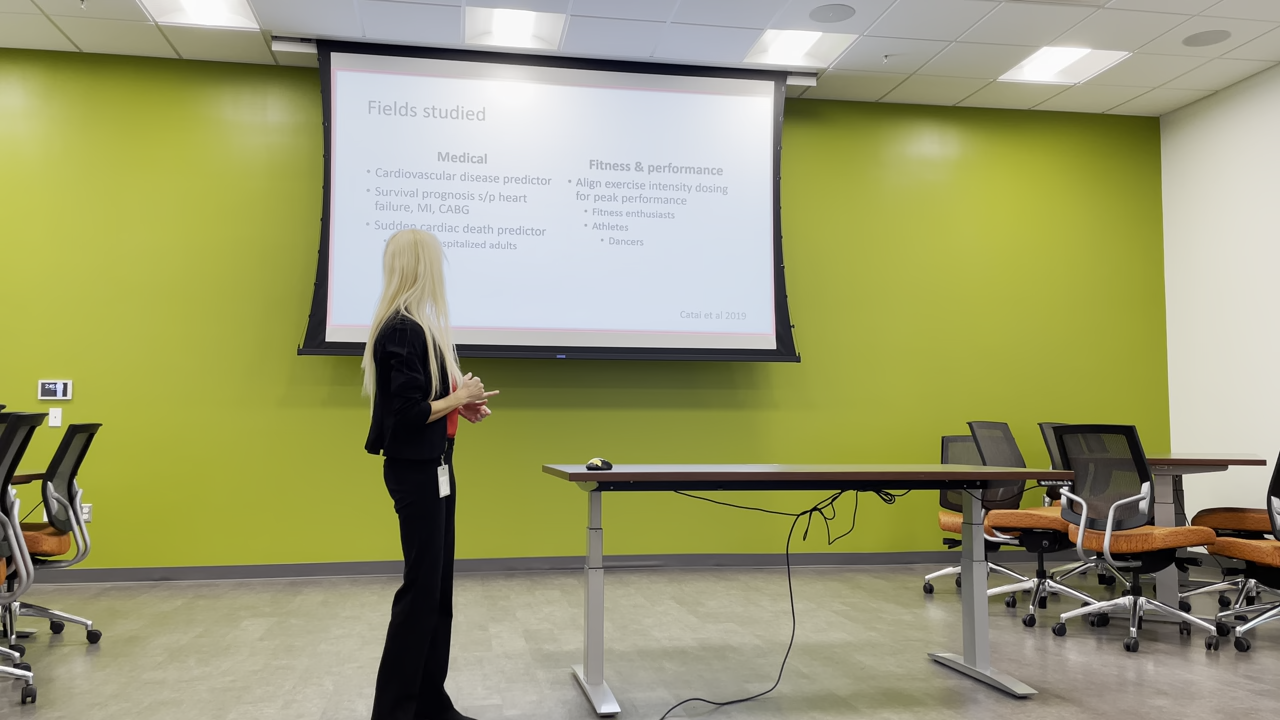 Fields studied
Medical
• Cardiovascular disease predictor
• Survival prognosis s/p heart
failure, MI, CABG
• Sudden cardiac death predictor
spitalized adults
Fitness & performance
• Align exercise intensity dosing
for peak performance
• Fitness enthusiasts
• Athletes
• Dancers
Catai et al 2019